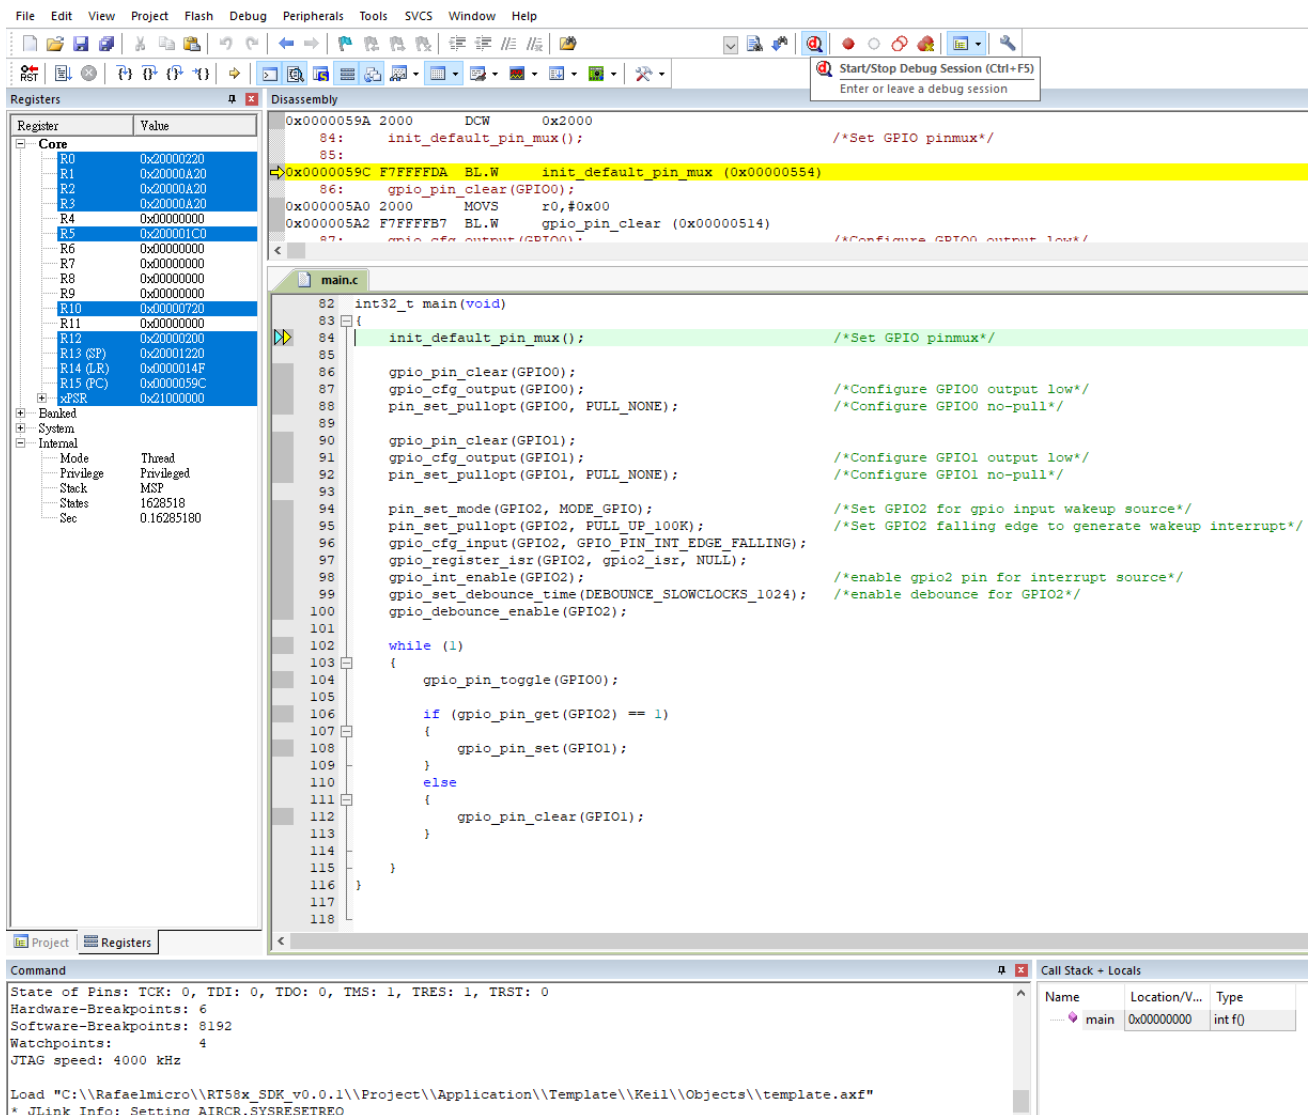 File Edit View Project Flash Debug Peripherals Tools SVCS Window Help
RST
Start/Stop Debug Session (Ctrl+F5)
Enter or leave a debug session
Registers
Register Value
Core
R0 0x20000220
R1 0x20000A20
R2 0x20000A20
R3 0x20000A20
R4 0x00000000
R5 0x200001C0
R6 0x00000000
R7 0x00000000
R8 0x00000000
R9 0x00000000
R10 0x00000720
R11 0x00000000
R12 0x20000200
R13 (SP) 0x20001220
R14 (LR) 0x0000014F
R15 (PC) 0x0000059C
xPSR 0x21000000
Banked
System
Internal
Mode Thread
Privilege Privileged
Stack MSP
States 1628518
Sec 0.16285180
Project Registers
Disassembly
0x0000059A 2000 DCW 0x2000
84: init_default_pin_mux(); /*Set GPIO pinmux*/
85:
0x0000059C F7FFFFDA BL.W init_default_pin_mux (0x00000554)
86: gpio_pin_clear(GPIO0);
0x000005A0 2000 MOVS r0,#0x00
0x000005A2 F7FFFFB7 BL.W gpio_pin_clear (0x00000514)
87: gpio_cfg_output(GPIO0); /*Configure GPIO0 output low*/
main.c
82 int32_t main(void)
83 {
84 init_default_pin_mux(); /*Set GPIO pinmux*/
85
86 gpio_pin_clear(GPIO0);
87 gpio_cfg_output(GPIO0); /*Configure GPIO0 output low*/
88 pin_set_pullopt(GPIO0, PULL_NONE); /*Configure GPIO0 no-pull*/
89
90 gpio_pin_clear(GPIO1);
91 gpio_cfg_output(GPIO1); /*Configure GPIO1 output low*/
92 pin_set_pullopt(GPIO1, PULL_NONE); /*Configure GPIO1 no-pull*/
93
94 pin_set_mode(GPIO2, MODE_GPIO); /*Set GPIO2 for gpio input wakeup source*/
95 pin_set_pullopt(GPIO2, PULL_UP_100K); /*Set GPIO2 falling edge to generate wakeup interrupt*/
96 gpio_cfg_input(GPIO2, GPIO_PIN_INT_EDGE_FALLING);
97 gpio_register_isr(GPIO2, gpio2_isr, NULL);
98 gpio_int_enable(GPIO2); /*enable gpio2 pin for interrupt source*/
99 gpio_set_debounce_time(DEBOUNCE_SLOWCLOCKS_1024); /*enable debounce for GPIO2*/
100 gpio_debounce_enable(GPIO2);
101
102 while (1)
103 {
104 gpio_pin_toggle(GPIO0);
105
106 if (gpio_pin_get(GPIO2) == 1)
107 {
108 gpio_pin_set(GPIO1);
109 }
110 else
111 {
112 gpio_pin_clear(GPIO1);
113 }
114
115 }
116 }
117
118
Command
State of Pins: TCK: 0, TDI: 0, TDO: 0, TMS: 1, TRES: 1, TRST: 0
Hardware-Breakpoints: 6
Software-Breakpoints: 8192
Watchpoints: 4
JTAG speed: 4000 kHz
Load "C:\\Rafaelmicro\\RT58x_SDK_v0.0.1\\Project\\Application\\Template\\Keil\\Objects\\template.axf"
* JLink Info: Setting AIRCR.SYSRESETREQ
Call Stack + Locals
Name Location/V... Type
main 0x00000000 int f()